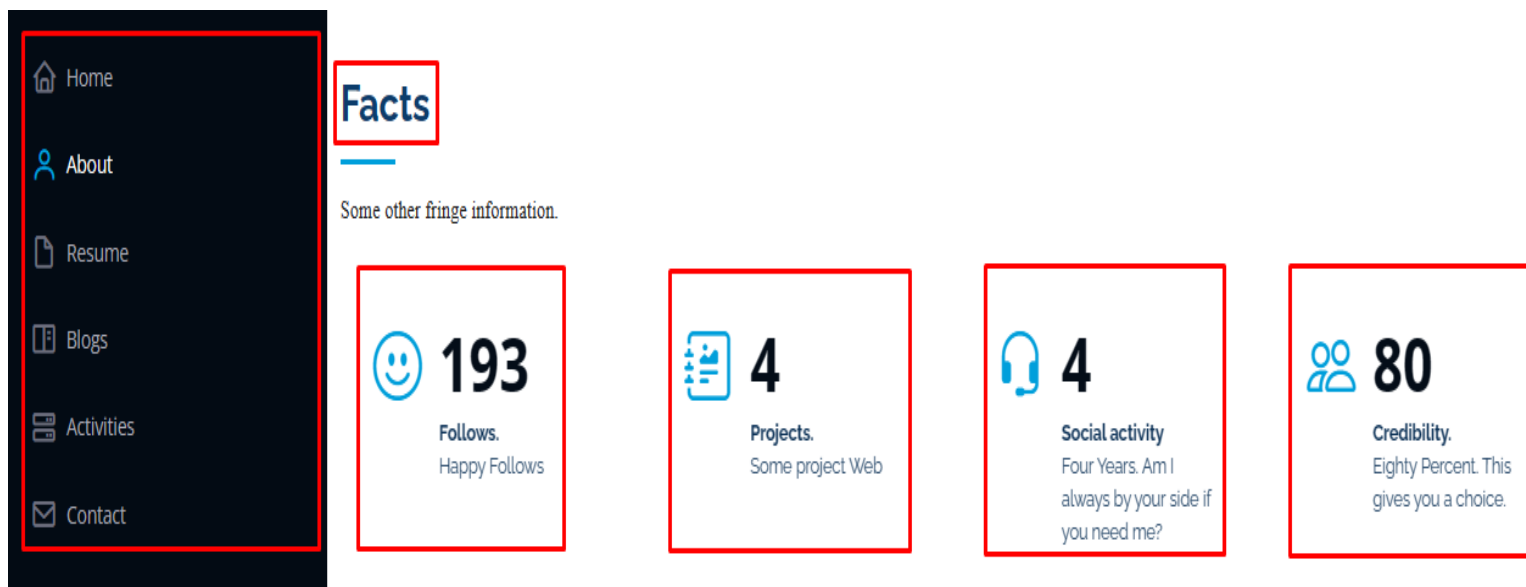 Home
About
Resume
Blogs
Activities
Contact
Facts
Some other fringe information.
193
Follows.
Happy Follows
4
Projects.
Some project Web
4
Social activity
Four Years. Am I
always by your side if
you need me?
80
Credibility.
Eighty Percent. This
gives you a choice.